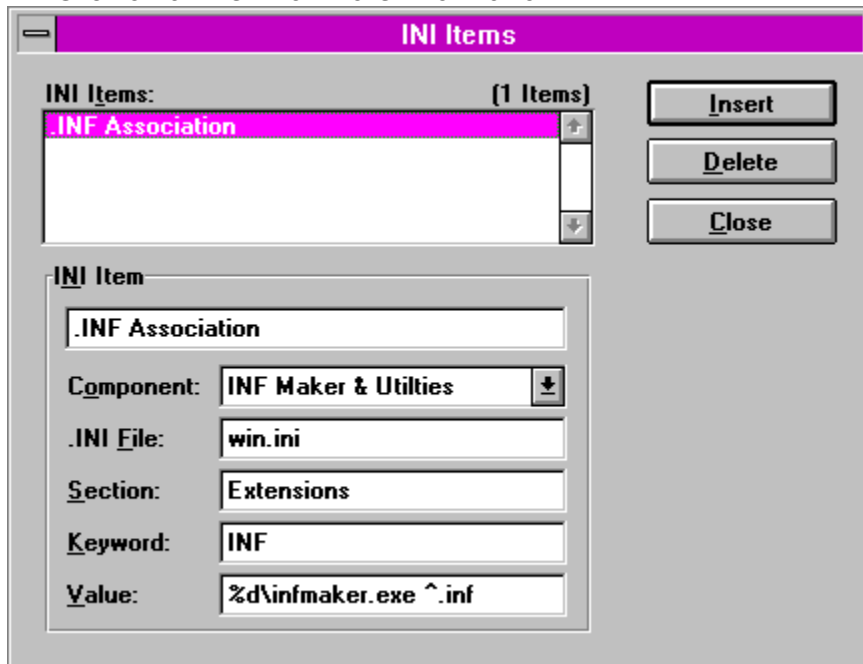 INI Items
INI Items: (1 Items)
.INF Association
Insert
Delete
Close
INI Item
.INF Association
Component: INF Maker & Utilties
.INI File: win.ini
Section: Extensions
Keyword: INF
Value: %d\infmaker.exe ^.inf